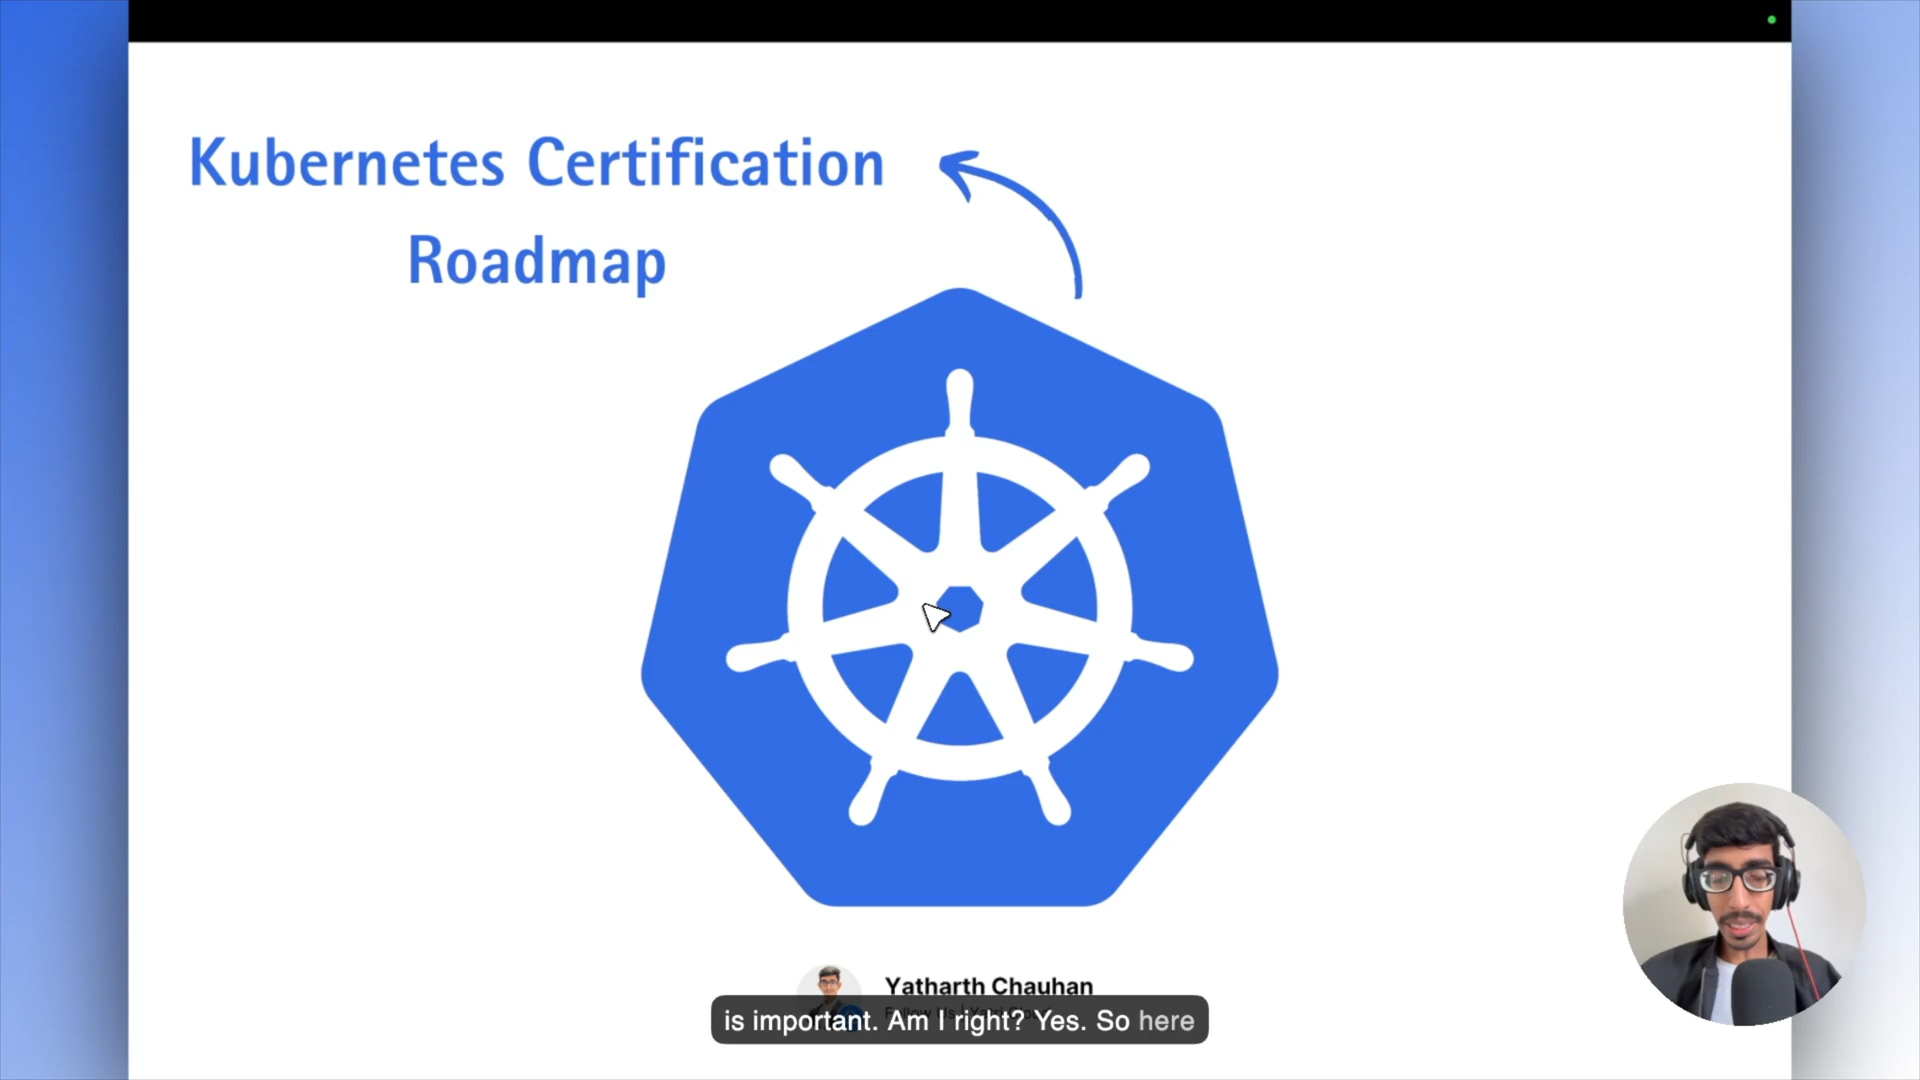 Kubernetes Certification
Roadmap
Yatharth Chauhan
is important. Am I right? Yes. So here